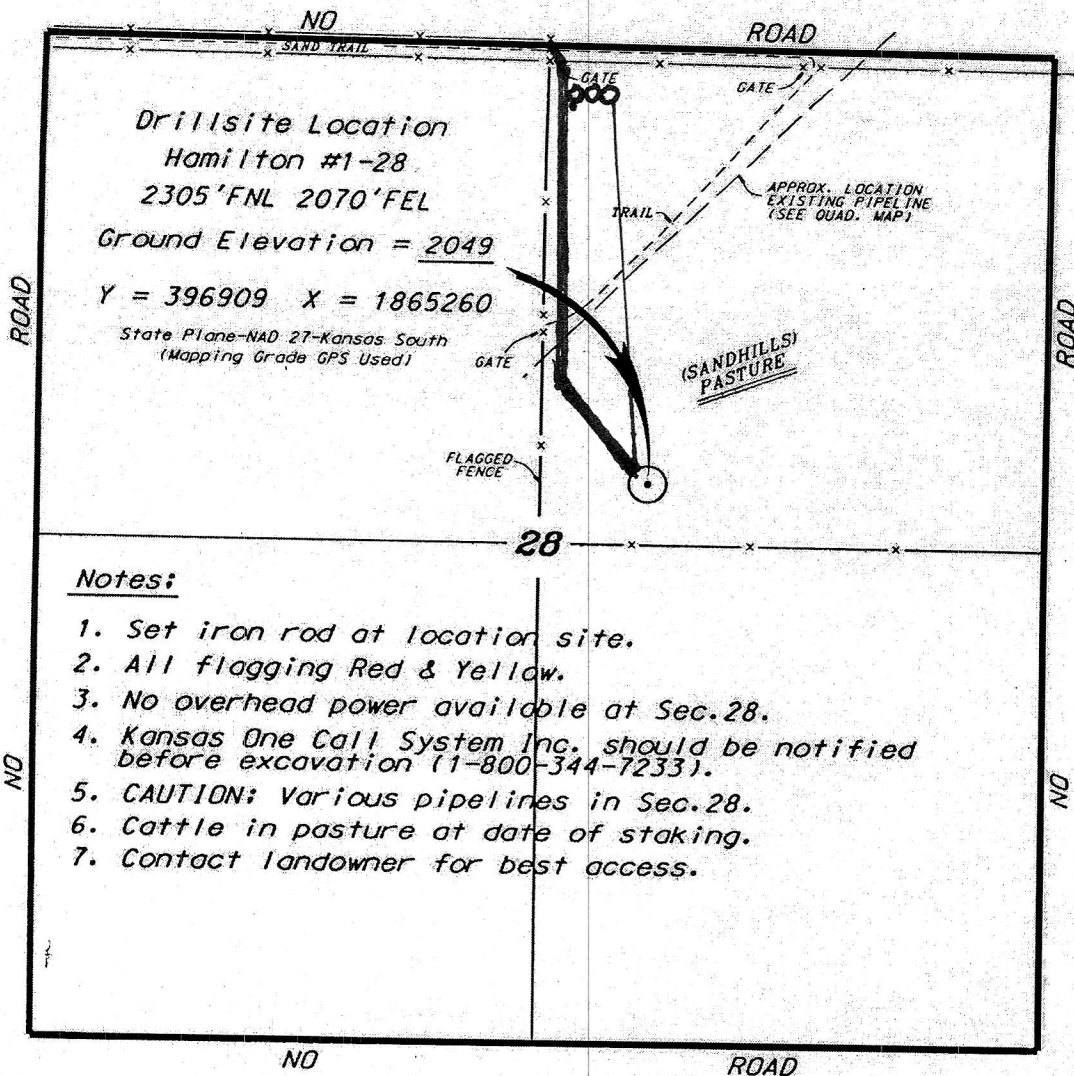 NO ROAD
SAND TRAIL
GATE
GATE
Drillsite Location
Hamilton #1-28
2305'FNL 2070'FEL
Ground Elevation = 2049
Y = 396909 X = 1865260
State Plane-NAD 27-Kansas South
(Mapping Grade GPS Used)
APPROX. LOCATION
EXISTING PIPELINE
(SEE QUAD. MAP)
TRAIL
GATE
(SANDHILLS)
PASTURE
FLAGGED
FENCE
ROAD
ROAD
28
Notes:
1. Set iron rod at location site.
2. All flagging Red & Yellow.
3. No overhead power available at Sec.28.
4. Kansas One Call System Inc. should be notified
before excavation (1-800-344-7233).
5. CAUTION: Various pipelines in Sec.28.
6. Cattle in pasture at date of staking.
7. Contact landowner for best access.
NO
NO
NO ROAD